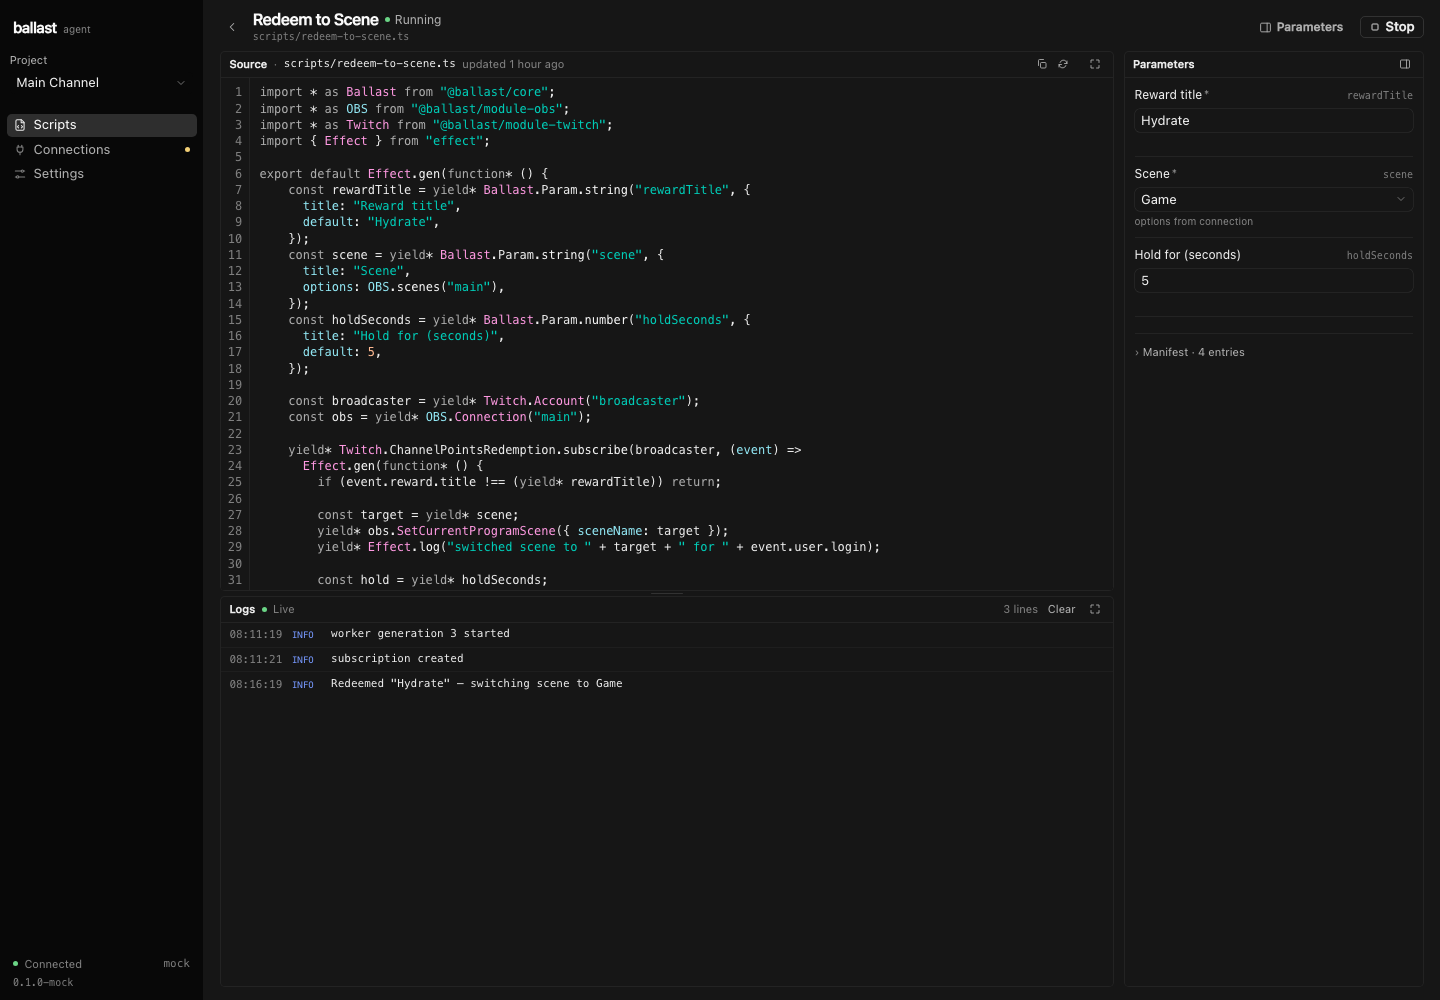 ballast agent
Project
Main Channel
Scripts
Connections
Settings
Connected mock
0.1.0-mock
Redeem to Scene Running
scripts/redeem-to-scene.ts
Parameters
Stop
Source · scripts/redeem-to-scene.ts updated 1 hour ago
1 import * as Ballast from "@ballast/core";
2 import * as OBS from "@ballast/module-obs";
3 import * as Twitch from "@ballast/module-twitch";
4 import { Effect } from "effect";
5
6 export default Effect.gen(function* () {
7     const rewardTitle = yield* Ballast.Param.string("rewardTitle", {
8       title: "Reward title",
9       default: "Hydrate",
10     });
11     const scene = yield* Ballast.Param.string("scene", {
12       title: "Scene",
13       options: OBS.scenes("main"),
14     });
15     const holdSeconds = yield* Ballast.Param.number("holdSeconds", {
16       title: "Hold for (seconds)",
17       default: 5,
18     });
19
20     const broadcaster = yield* Twitch.Account("broadcaster");
21     const obs = yield* OBS.Connection("main");
22
23     yield* Twitch.ChannelPointsRedemption.subscribe(broadcaster, (event) =>
24       Effect.gen(function* () {
25         if (event.reward.title !== (yield* rewardTitle)) return;
26
27         const target = yield* scene;
28         yield* obs.SetCurrentProgramScene({ sceneName: target });
29         yield* Effect.log("switched scene to " + target + " for " + event.user.login);
30
31         const hold = yield* holdSeconds;
Logs Live 3 lines Clear
08:11:19 INFO worker generation 3 started
08:11:21 INFO subscription created
08:16:19 INFO Redeemed "Hydrate" — switching scene to Game
Parameters
Reward title * rewardTitle
Hydrate
Scene * scene
Game
options from connection
Hold for (seconds) holdSeconds
5
› Manifest · 4 entries